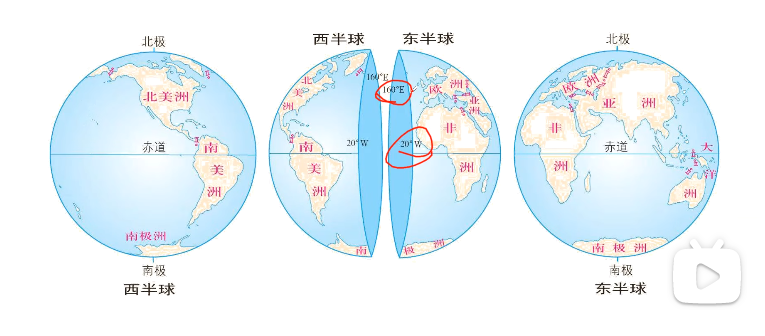 北极
北美洲
赤道
南美洲
南极洲
南极
西半球
西半球
北美洲
160°E
20°W
南美洲
南
东半球
160°E
欧洲
亚洲
20°W
非洲
极洲
北极
欧洲
亚洲
非洲
赤道
大洋洲
南极洲
南极
东半球